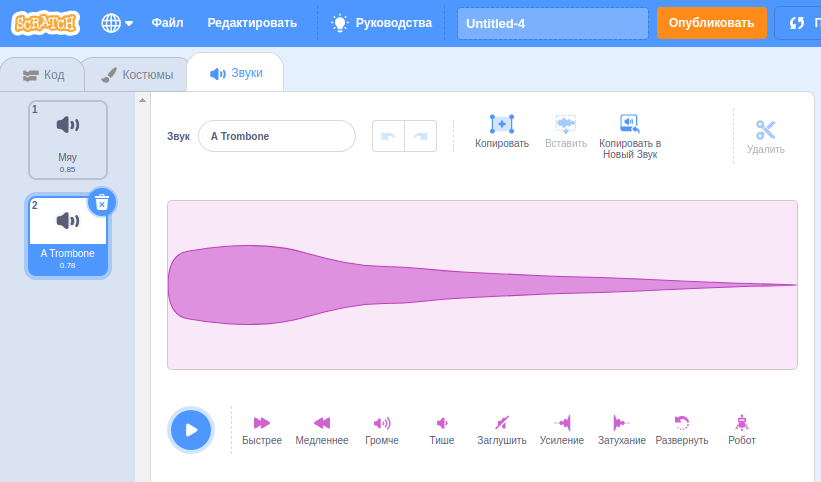 SCRATCH
Файл
Редактировать
Руководства
Untitled-4
Опубликовать
Код
Костюмы
Звуки
1
Мяу
0.85
2
A Trombone
0.78
Звук
A Trombone
Копировать
Вставить
Копировать в
Новый Звук
Удалить
Быстрее
Медленнее
Громче
Тише
Заглушить
Усиление
Затухание
Развернуть
Робот